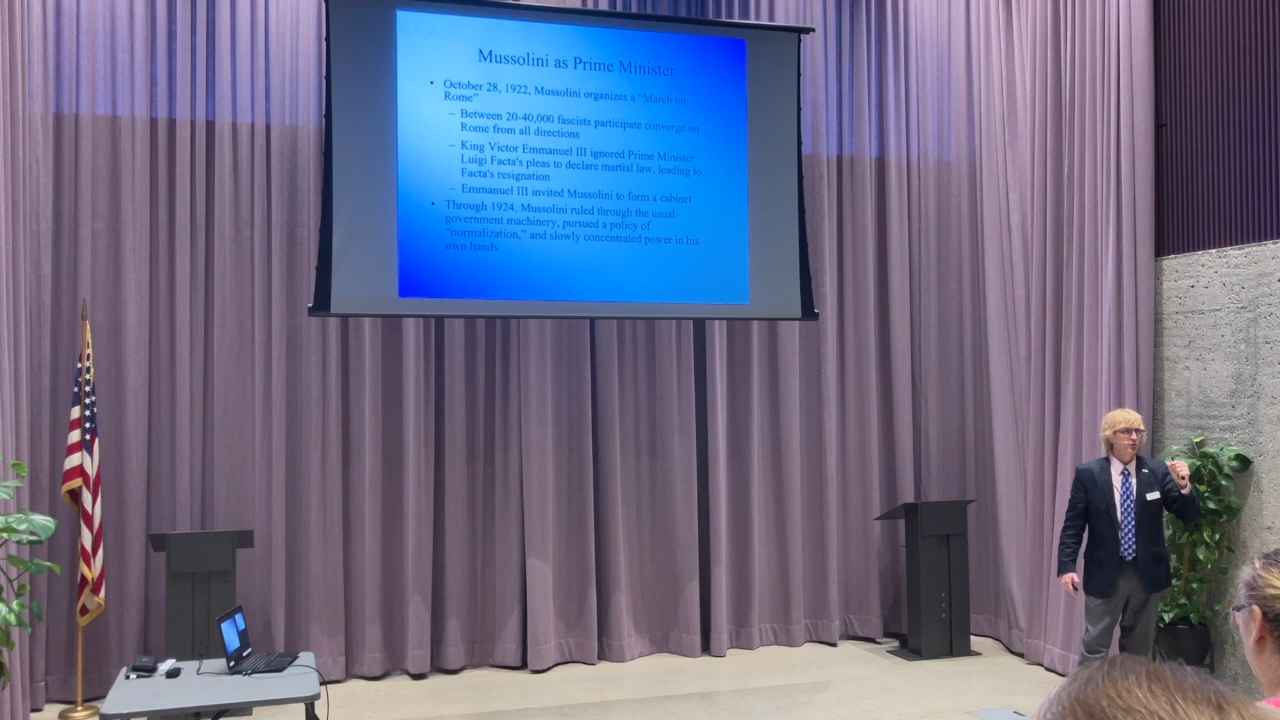 Mussolini as Prime Minister
• October 28, 1922, Mussolini organizes a “March on
Rome”
– Between 20-40,000 fascists participate converge on
Rome from all directions
– King Victor Emmanuel III ignored Prime Minister
Luigi Facta's pleas to declare martial law, leading to
Facta's resignation
– Emmanuel III invited Mussolini to form a cabinet
• Through 1924, Mussolini ruled through the usual
government machinery, pursued a policy of
“normalization,” and slowly concentrated power in his
own hands